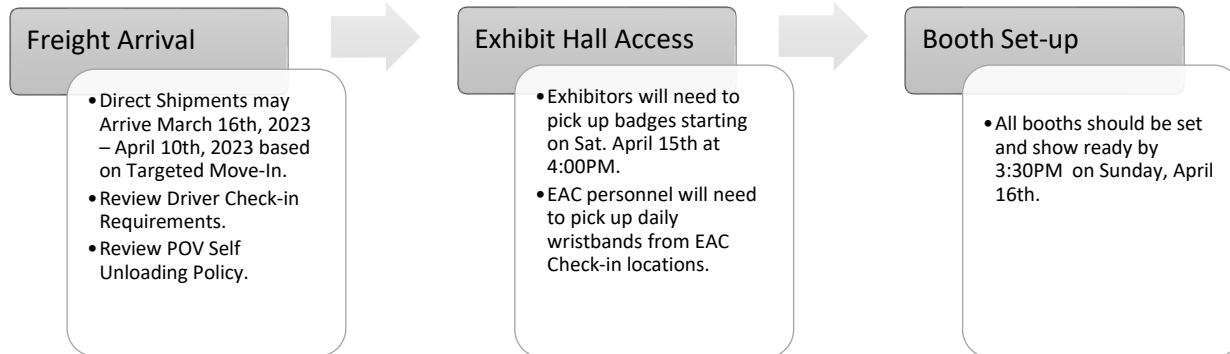 Freight Arrival
•Direct Shipments may
Arrive March 16th, 2023
– April 10th, 2023 based
on Targeted Move-In.
•Review Driver Check-in
Requirements.
•Review POV Self
Unloading Policy.
Exhibit Hall Access
•Exhibitors will need to
pick up badges starting
on Sat. April 15th at
4:00PM.
•EAC personnel will need
to pick up daily
wristbands from EAC
Check-in locations.
Booth Set-up
•All booths should be set
and show ready by
3:30PM on Sunday, April
16th.